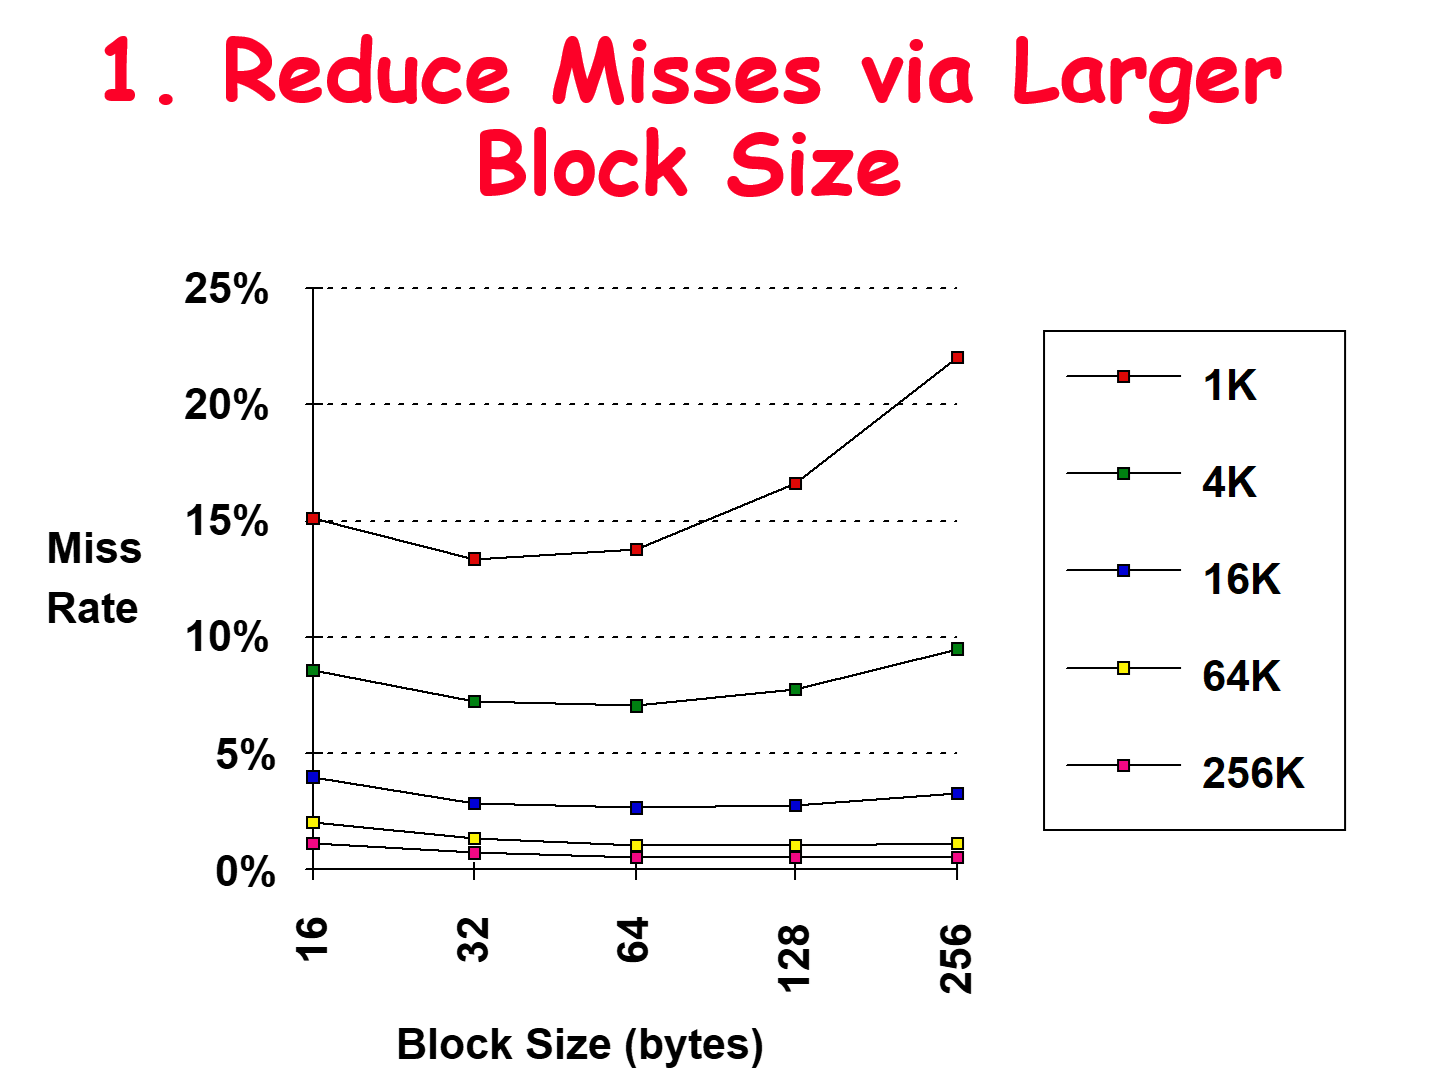 1. Reduce Misses via Larger
Block Size
25%
20%
15%
10%
5%
0%
Miss
Rate
16
32
64
128
256
Block Size (bytes)
1K
4K
16K
64K
256K